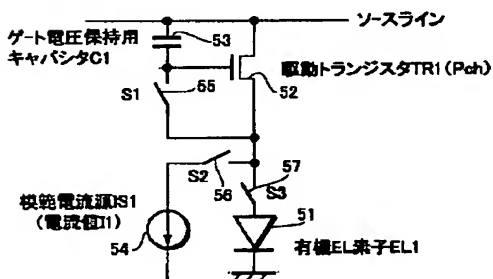 ソースライン
ゲート電圧保持用
キャパシタC1
53
駆動トランジスタTR1(Pch)
52
S1
55
57
S2
S3
56
模範電流源IS1
(電流値I1)
54
51
有機EL素子EL1